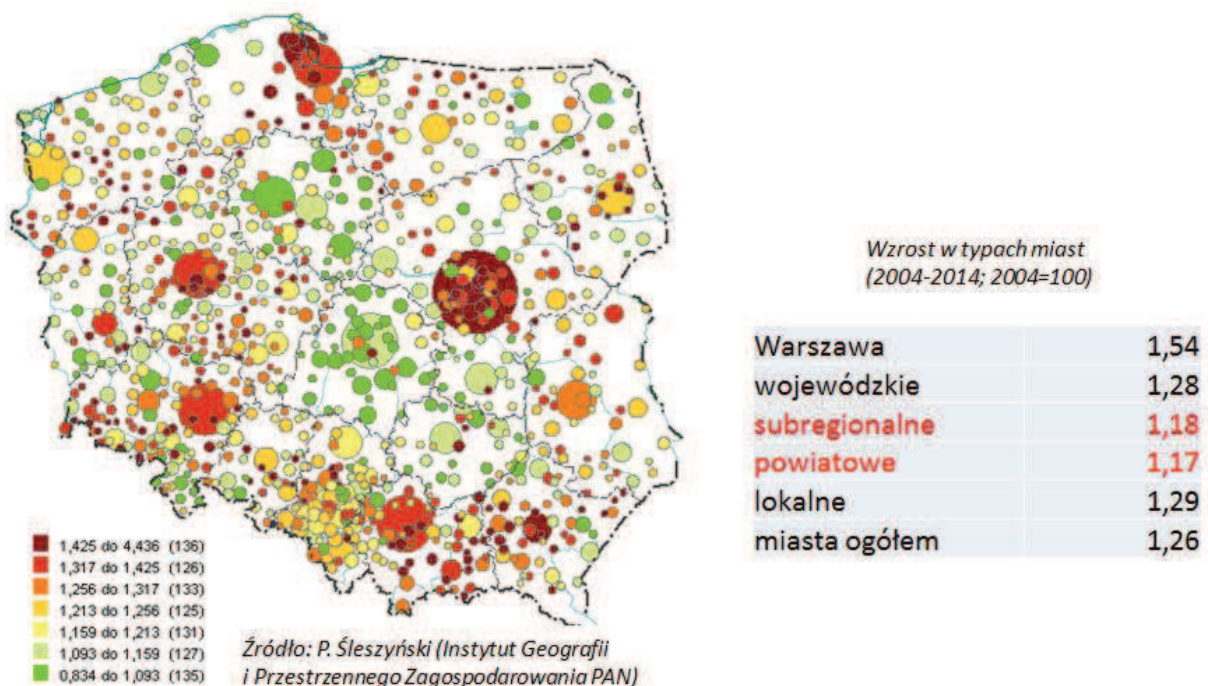 Wzrost w typach miast
(2004-2014; 2004=100)
Warszawa 1,54
wojewódzkie 1,28
subregionalne 1,18
powiatowe 1,17
lokalne 1,29
miasta ogółem 1,26
1,425 do 4,436 (136)
1,317 do 1,425 (126)
1,256 do 1,317 (133)
1,213 do 1,256 (125)
1,159 do 1,213 (131)
1,093 do 1,159 (127)
0,834 do 1,093 (135)
Źródło: P. Śleszyński (Instytut Geografii
i Przestrzennego Zagospodarowania PAN)